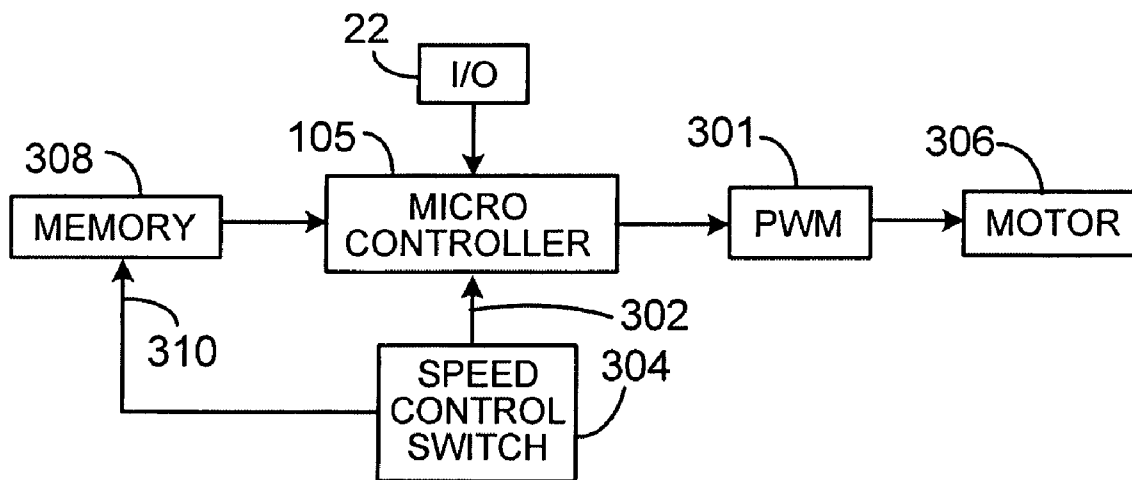 22
I/O
105
301
306
308
MEMORY
MICRO
CONTROLLER
PWM
MOTOR
302
310
SPEED
CONTROL
SWITCH
304